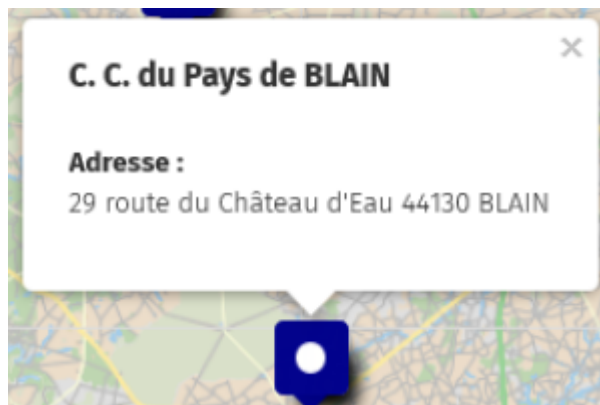 C. C. du Pays de BLAIN
×
Adresse :
29 route du Château d'Eau 44130 BLAIN